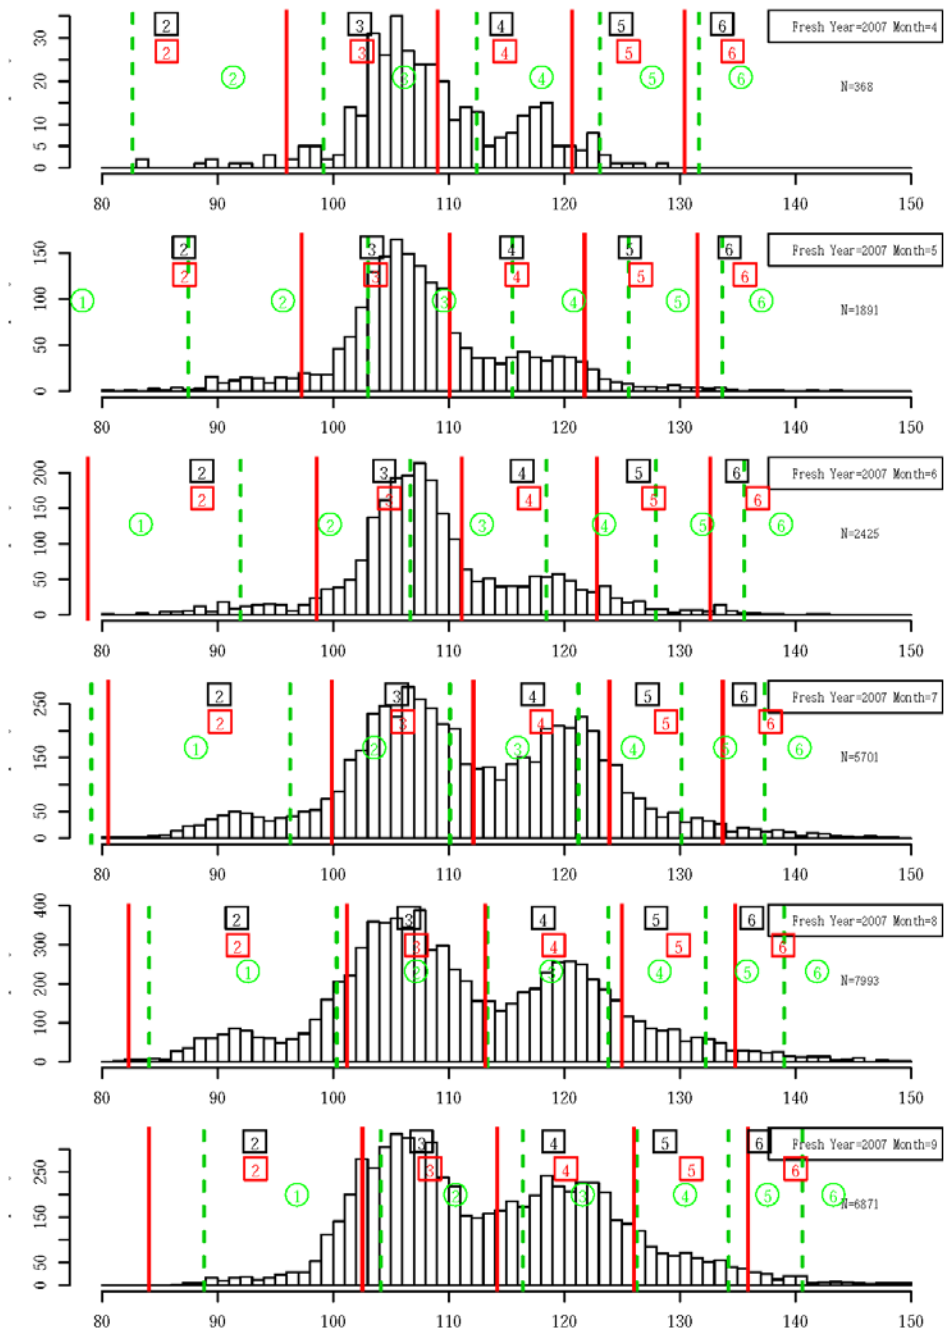 2 3 4 5 6 Fresh Year=2007 Month=4
2 3 4 5 6
2 3 4 5 6
N=368
0 5 10 20 30
80 90 100 110 120 130 140 150
2 3 4 5 6 Fresh Year=2007 Month=5
2 3 4 5 6
1 2 3 4 5 6
N=1891
0 50 100 150
80 90 100 110 120 130 140 150
2 3 4 5 6 Fresh Year=2007 Month=6
2 3 4 5 6
1 2 3 4 5 6
N=2425
0 50 100 150 200
80 90 100 110 120 130 140 150
2 3 4 5 6 Fresh Year=2007 Month=7
2 3 4 5 6
1 2 3 4 5 6
N=5701
0 50 150 250
80 90 100 110 120 130 140 150
2 3 4 5 6 Fresh Year=2007 Month=8
2 3 4 5 6
1 2 3 4 5 6
N=7993
0 100 200 300 400
80 90 100 110 120 130 140 150
2 3 4 5 6 Fresh Year=2007 Month=9
2 3 4 5 6
1 2 3 4 5 6
N=6871
0 50 150 250
80 90 100 110 120 130 140 150